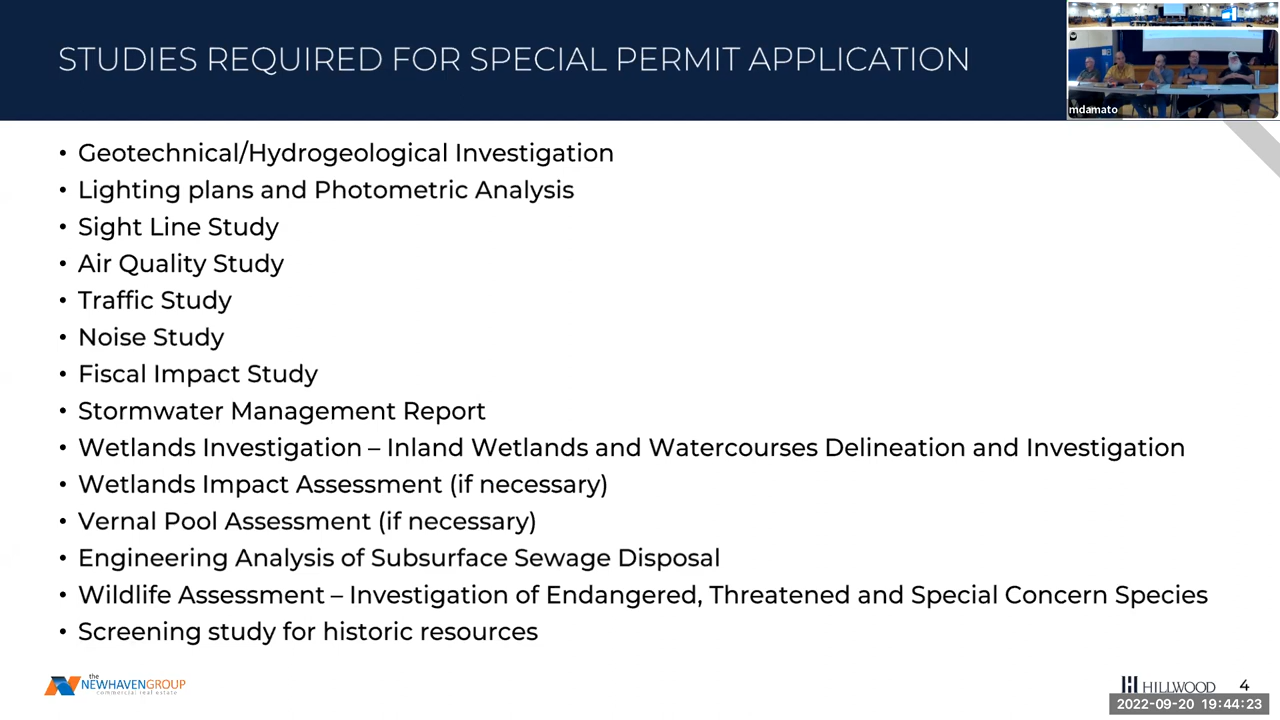 STUDIES REQUIRED FOR SPECIAL PERMIT APPLICATION
mdamato
• Geotechnical/Hydrogeological Investigation
• Lighting plans and Photometric Analysis
• Sight Line Study
• Air Quality Study
• Traffic Study
• Noise Study
• Fiscal Impact Study
• Stormwater Management Report
• Wetlands Investigation – Inland Wetlands and Watercourses Delineation and Investigation
• Wetlands Impact Assessment (if necessary)
• Vernal Pool Assessment (if necessary)
• Engineering Analysis of Subsurface Sewage Disposal
• Wildlife Assessment – Investigation of Endangered, Threatened and Special Concern Species
• Screening study for historic resources
the
NEWHAVENGROUP
commercial real estate
HILLWOOD
4
2022-09-20 19:44:23